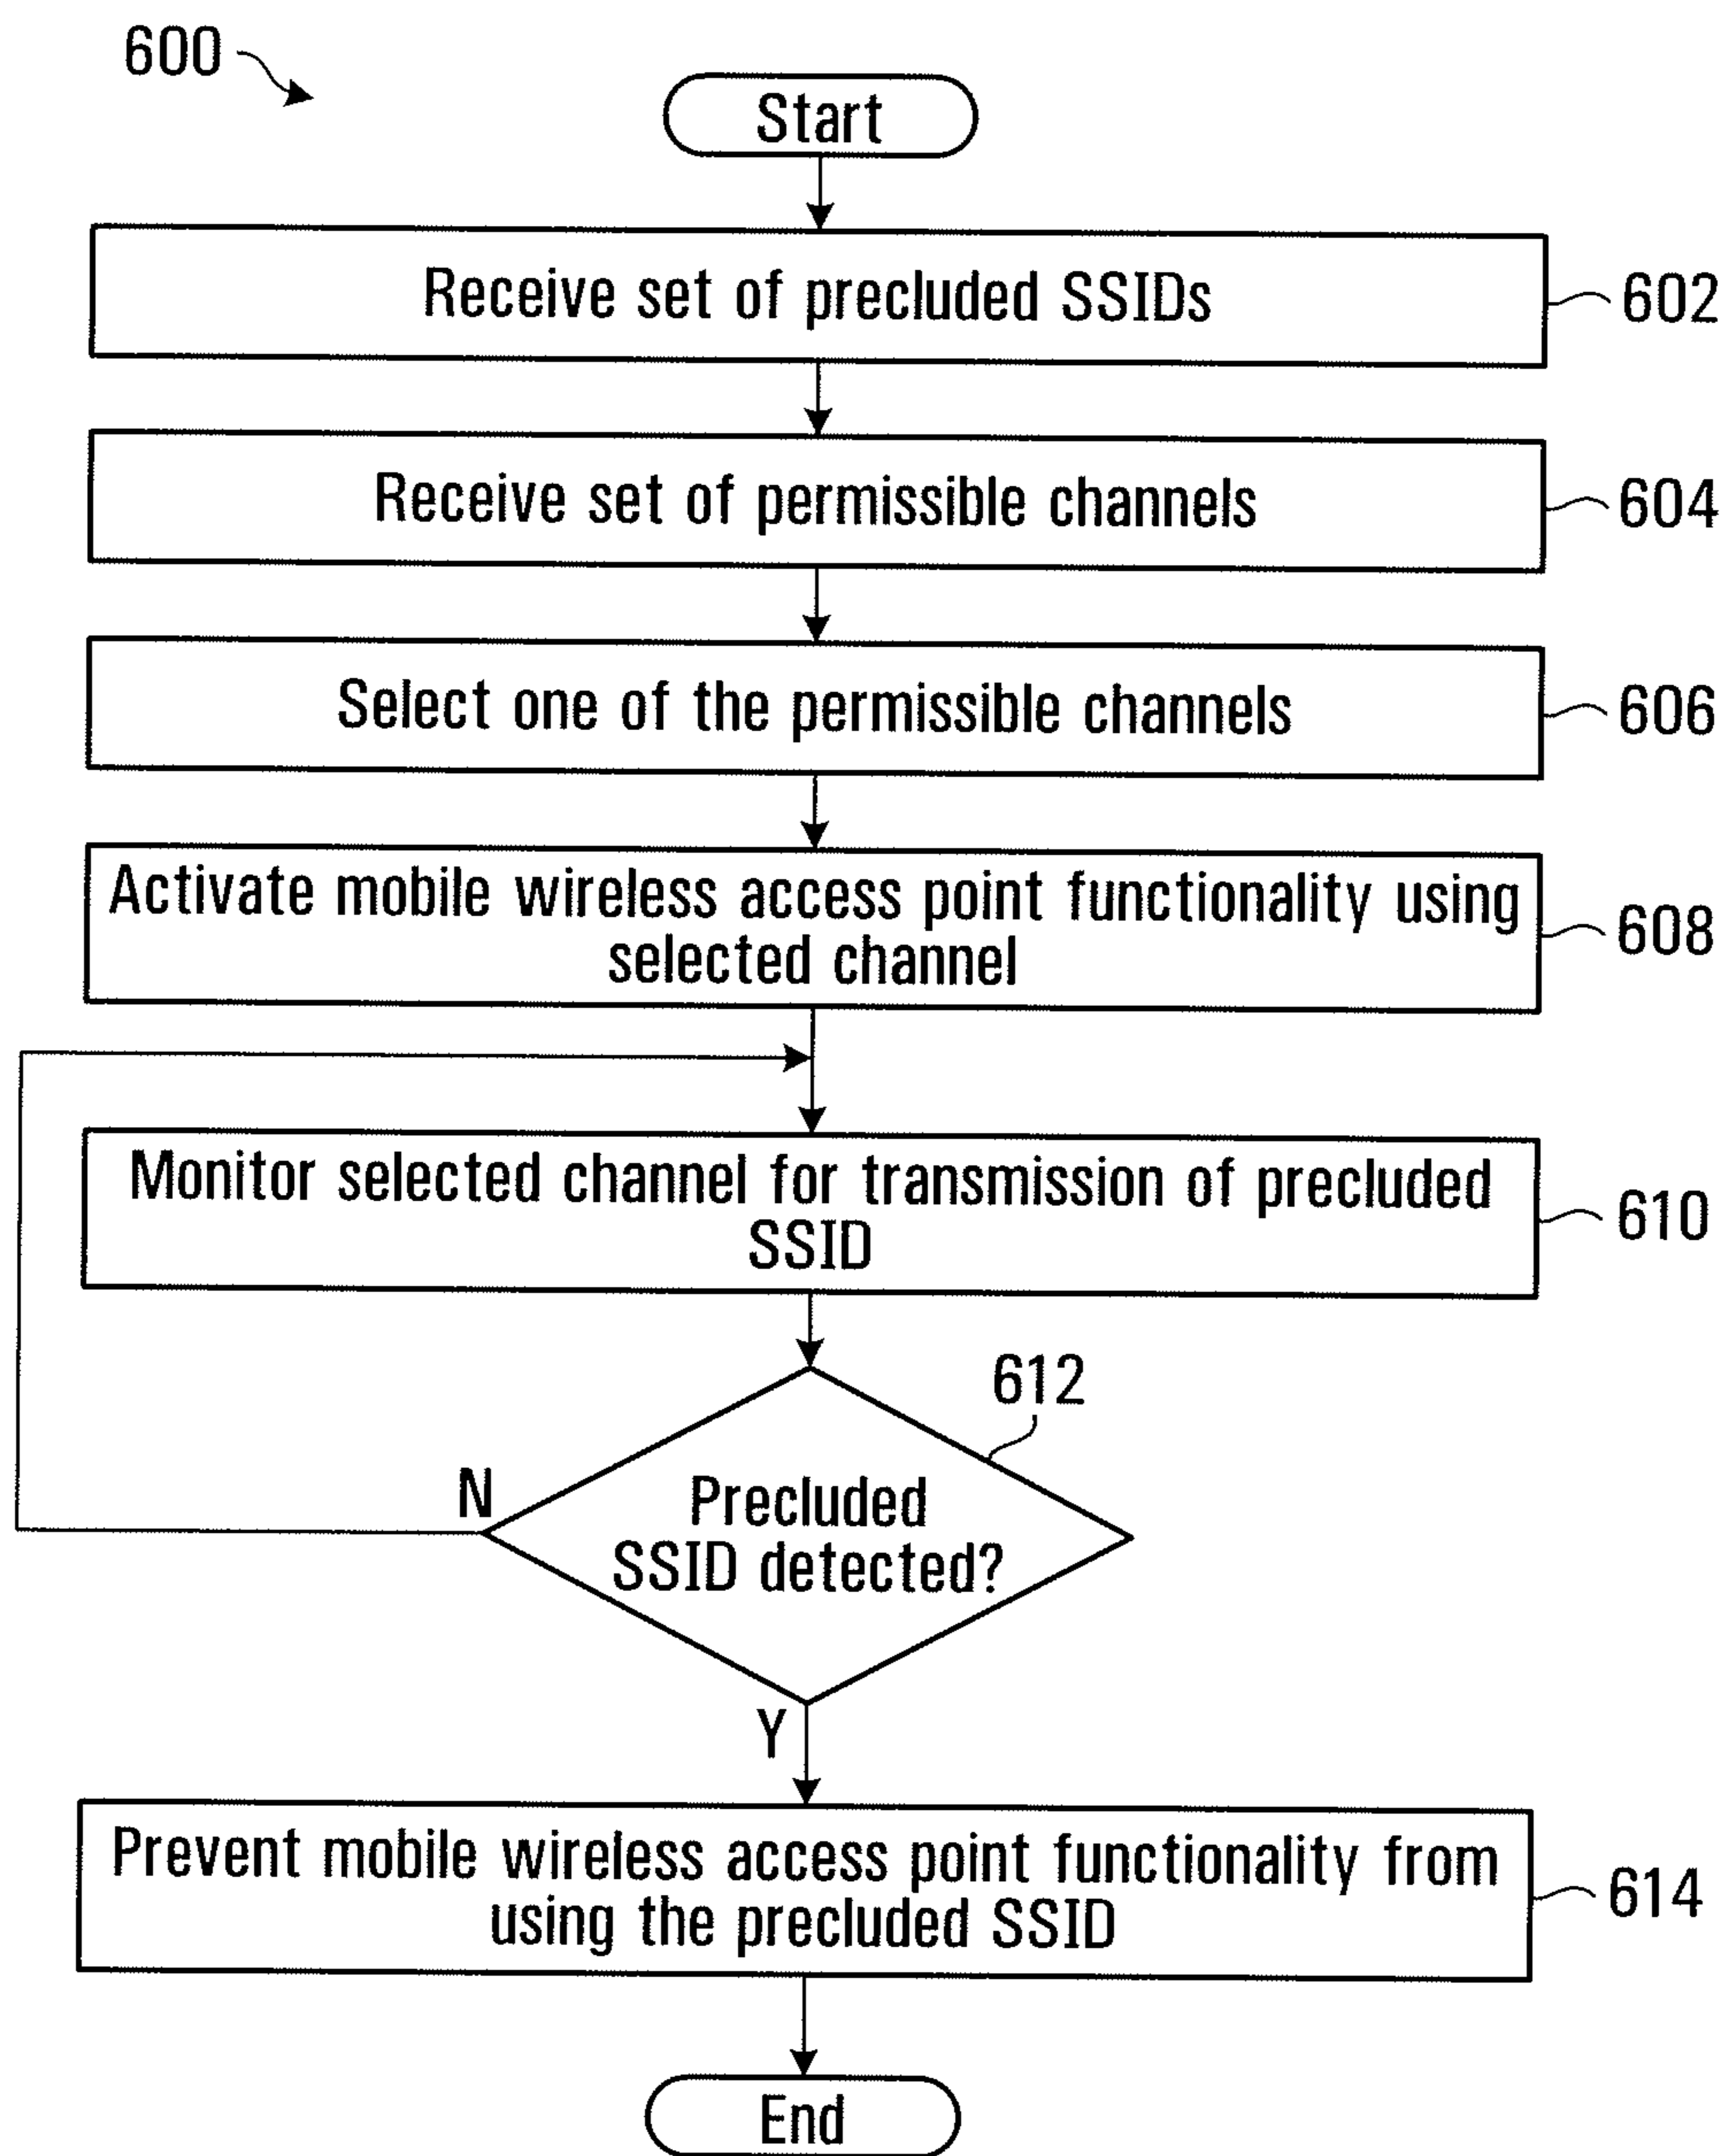 600
Start
Receive set of precluded SSIDs
602
Receive set of permissible channels
604
Select one of the permissible channels
606
Activate mobile wireless access point functionality using
selected channel
608
Monitor selected channel for transmission of precluded
SSID
610
612
N
Precluded
SSID detected?
Y
Prevent mobile wireless access point functionality from
using the precluded SSID
614
End